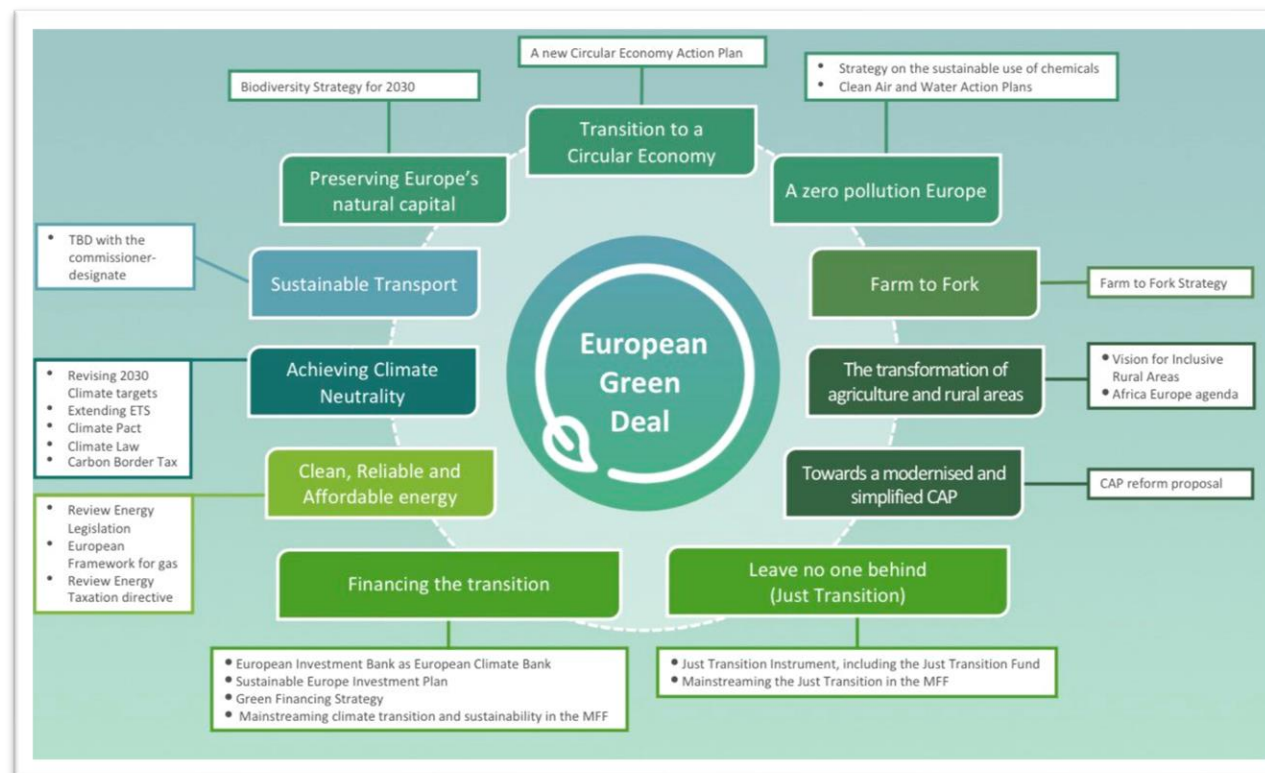 A new Circular Economy Action Plan
Biodiversity Strategy for 2030
• Strategy on the sustainable use of chemicals
• Clean Air and Water Action Plans
Transition to a
Circular Economy
Preserving Europe's
natural capital
A zero pollution Europe
• TBD with the
commissioner-
designate
Sustainable Transport
Farm to Fork
Farm to Fork Strategy
European
Green
Deal
• Revising 2030
Climate targets
• Extending ETS
• Climate Pact
• Climate Law
• Carbon Border Tax
Achieving Climate
Neutrality
The transformation of
agriculture and rural areas
• Vision for Inclusive
Rural Areas
• Africa Europe agenda
Clean, Reliable and
Affordable energy
Towards a modernised and
simplified CAP
CAP reform proposal
• Review Energy
Legislation
• European
Framework for gas
• Review Energy
Taxation directive
Financing the transition
Leave no one behind
(Just Transition)
• European Investment Bank as European Climate Bank
• Sustainable Europe Investment Plan
• Green Financing Strategy
• Mainstreaming climate transition and sustainability in the MFF
• Just Transition Instrument, including the Just Transition Fund
• Mainstreaming the Just Transition in the MFF